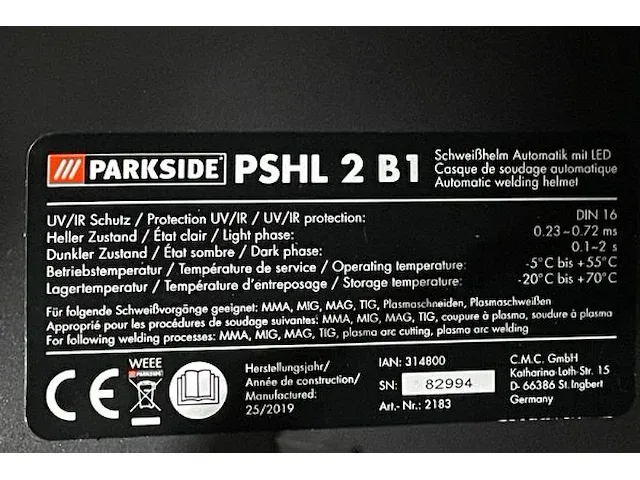 PARKSIDE® PSHL 2 B1
Schweißhelm Automatik mit LED
Casque de soudage automatique
Automatic welding helmet
UV/IR Schutz / Protection UV/IR / UV/IR protection: DIN 16
Heller Zustand / État clair / Light phase: 0.23~0.72 ms
Dunkler Zustand / État sombre / Dark phase: 0.1~2 s
Betriebstemperatur / Température de service / Operating temperature: -5°C bis +55°C
Lagertemperatur / Température d'entreposage / Storage temperature: -20°C bis +70°C
Für folgende Schweißvorgänge geeignet: MMA, MIG, MAG, TIG, Plasmaschneiden, Plasmaschweißen
Approprié pour les procédures de soudage suivantes: MMA, MIG, MAG, TIG, coupure à plasma, soudure à plasma
For following welding processes: MMA, MIG, MAG, TIG, plasma arc cutting, plasma arc welding
CE
WEEE
PARKSIDE
Herstellungsjahr/
Année de construction/
Manufactured:
25/2019
IAN: 314800
SN: 82994
Art.-Nr.: 2183
C.M.C. GmbH
Katharina-Loth-Str. 15
D- 66386 St.Ingbert
Germany